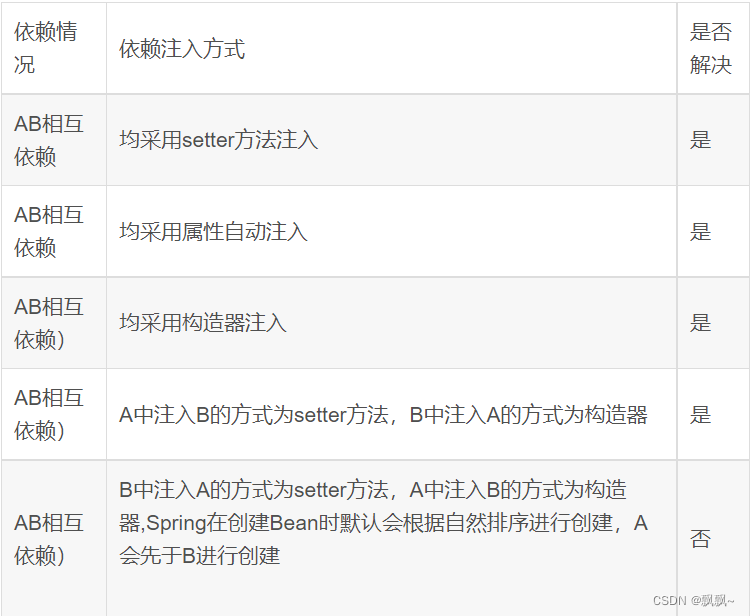 依赖情
况
依赖注入方式
是否
解决
AB相互
依赖
均采用setter方法注入
是
AB相互
依赖
均采用属性自动注入
是
AB相互
依赖）
均采用构造器注入
是
AB相互
依赖）
A中注入B的方式为setter方法，B中注入A的方式为构造器
是
AB相互
依赖）
B中注入A的方式为setter方法，A中注入B的方式为构造
器,Spring在创建Bean时默认会根据自然排序进行创建，A
会先于B进行创建
否
CSDN @飘飘~